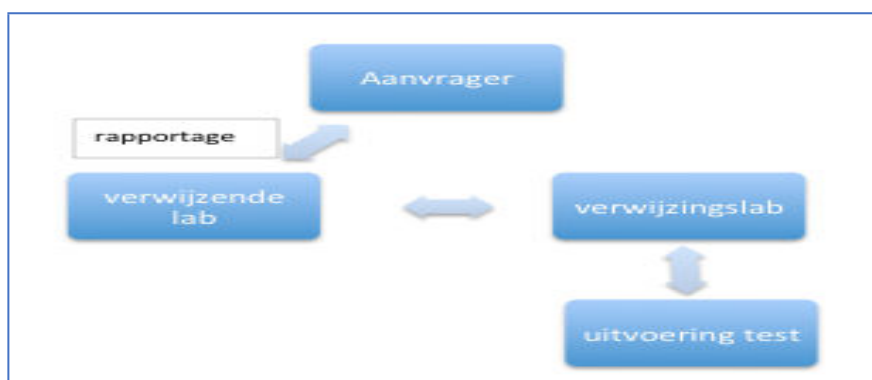 Aanvrager
rapportage
verwijzende
lab
verwijzingslab
uitvoering test